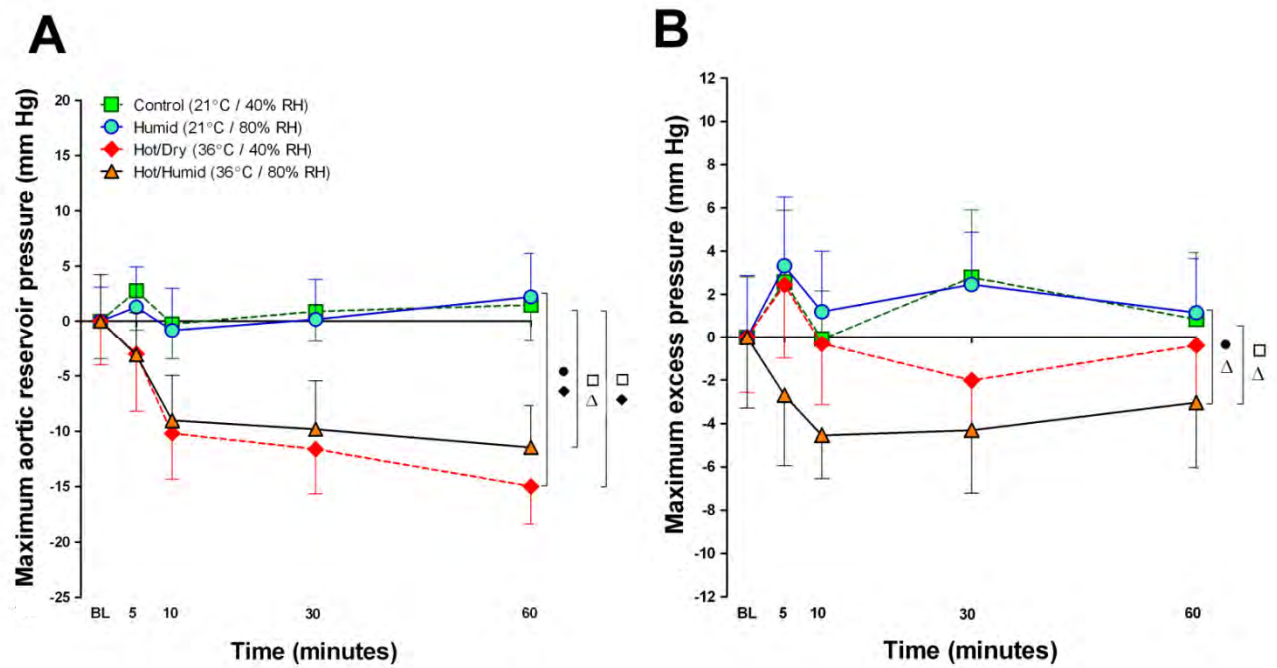 A
Maximum aortic reservoir pressure (mm Hg)
20
15
10
5
0
-5
-10
-15
-20
-25
Control (21°C / 40% RH)
Humid (21°C / 80% RH)
Hot/Dry (36°C / 40% RH)
Hot/Humid (36°C / 80% RH)
BL 5 10 30 60
Time (minutes)
B
Maximum excess pressure (mm Hg)
12
10
8
6
4
2
0
-2
-4
-6
-8
-10
-12
BL 5 10 30 60
Time (minutes)